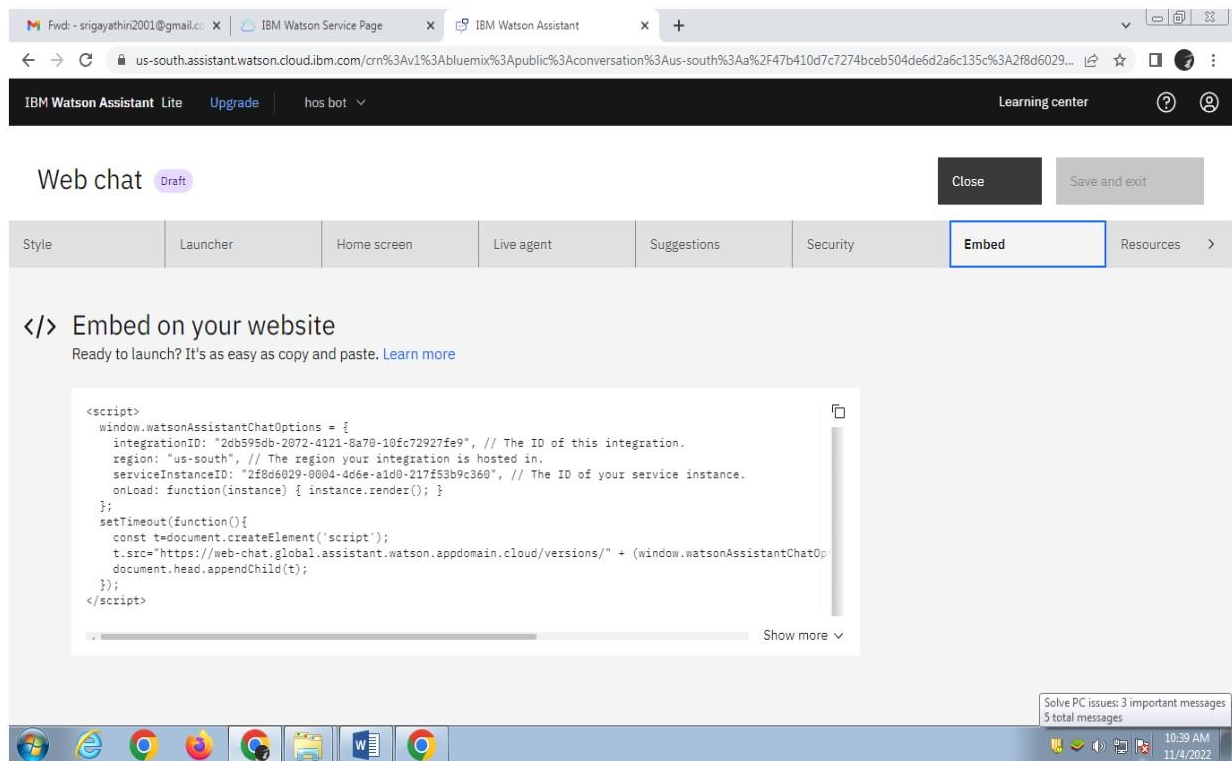 Fwd: - srigayathiri2001@gmail.co
IBM Watson Service Page
IBM Watson Assistant
us-south.assistant.watson.cloud.ibm.com/crn%3Av1%3Abluemix%3Apublic%3Aconversation%3Aus-south%3Aa%2F47b410d7c7274bceb504de6d2a6c135c%3A2f8d6029...
IBM Watson Assistant Lite Upgrade hos bot Learning center
Web chat Draft Close Save and exit
Style Launcher Home screen Live agent Suggestions Security Embed Resources
</> Embed on your website
Ready to launch? It's as easy as copy and paste. Learn more
<script>
window.watsonAssistantChatOptions = {
integrationID: "2db595db-2072-4121-8a70-10fc72927fe9", // The ID of this integration.
region: "us-south", // The region your integration is hosted in.
serviceInstanceID: "2f8d6029-0004-4d6e-a1d0-217f53b9c360", // The ID of your service instance.
onLoad: function(instance) { instance.render(); }
};
setTimeout(function(){
const t=document.createElement('script');
t.src="https://web-chat.global.assistant.watson.appdomain.cloud/versions/" + (window.watsonAssistantChatOp
document.head.appendChild(t);
});
</script>
Show more
Solve PC issues: 3 important messages
5 total messages
10:39 AM
11/4/2022